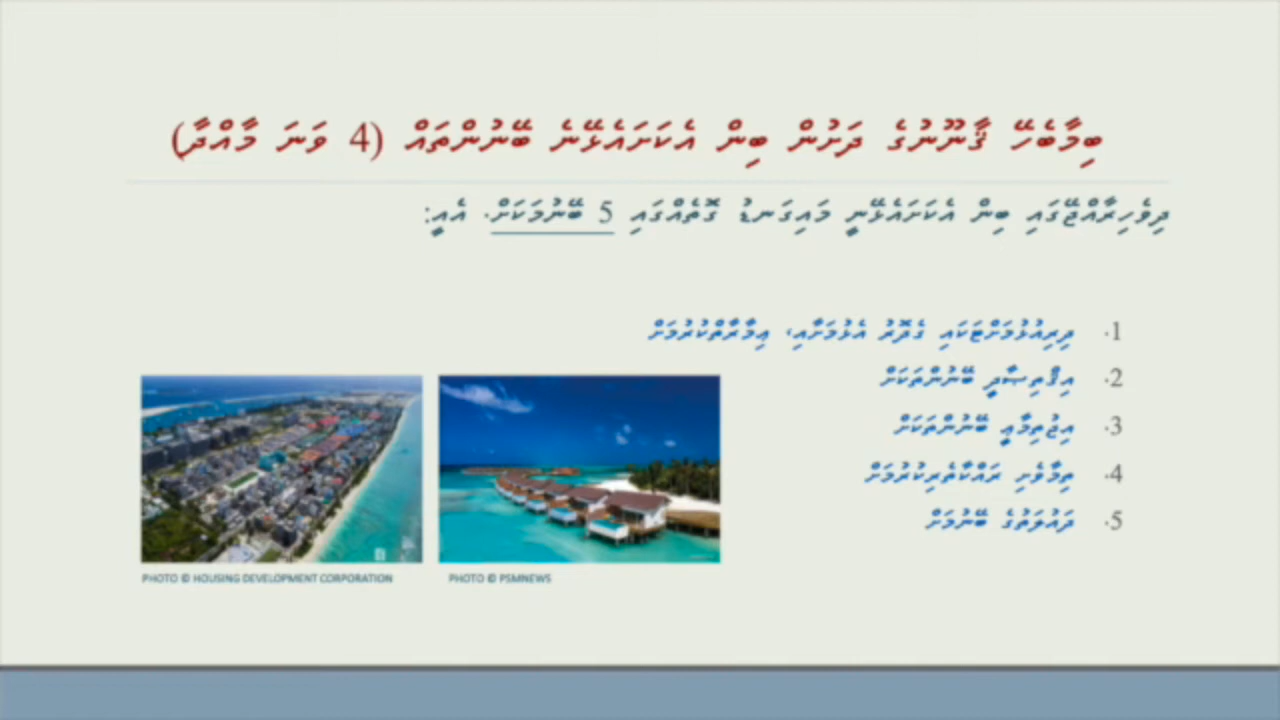 ބިމާބެހޭ ޤާނޫނުގެ ދަށުން ބިން އެކަށައެޅޭނެ ބޭނުންތައް (4 ވަނަ މާއްދާ)
ދިވެހިރާއްޖޭގައި ބިން އެކަށައެޅޭނީ މައިގަނޑު ގޮތެއްގައި 5 ބޭނުމަކަށް. އެއީ:
1. ދިރިއުޅުމަށްޓަކައި ގެދޮރު އެޅުމަށާއި، ޢިމާރާތްކުރުމަށް
2. އިޤްތިޞާދީ ބޭނުންތަކަށް
3. އިޖުތިމާޢީ ބޭނުންތަކަށް
4. ތިމާވެށި ރައްކާތެރިކުރުމަށް
5. ދައުލަތުގެ ބޭނުމަށް
PHOTO © HOUSING DEVELOPMENT CORPORATION
PHOTO © PSMNEWS